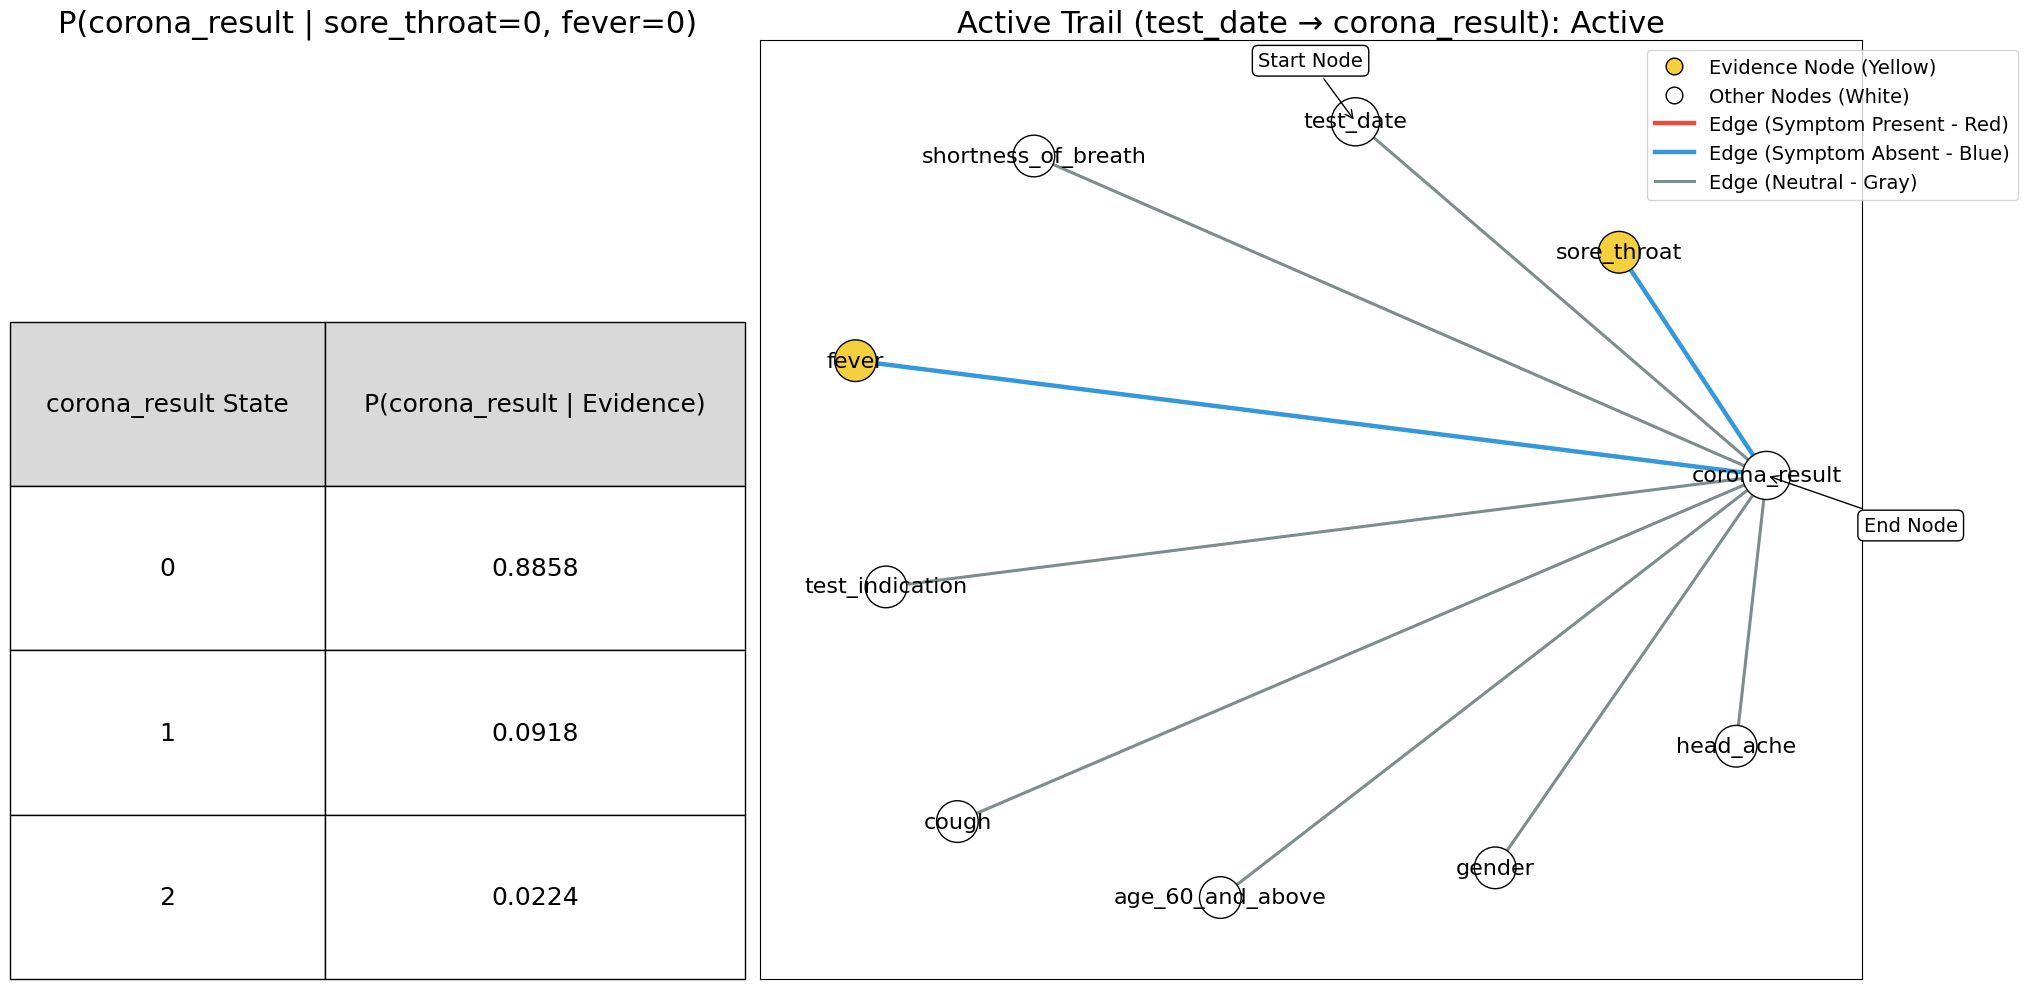 P(corona_result | sore_throat=0, fever=0)
corona_result State
P(corona_result | Evidence)
0
0.8858
1
0.0918
2
0.0224
Active Trail (test_date → corona_result): Active
Start Node
test_date
shortness_of_breath
sore_throat
fever
corona_result
End Node
test_indication
head_ache
cough
gender
age_60_and_above
Evidence Node (Yellow)
Other Nodes (White)
Edge (Symptom Present - Red)
Edge (Symptom Absent - Blue)
Edge (Neutral - Gray)